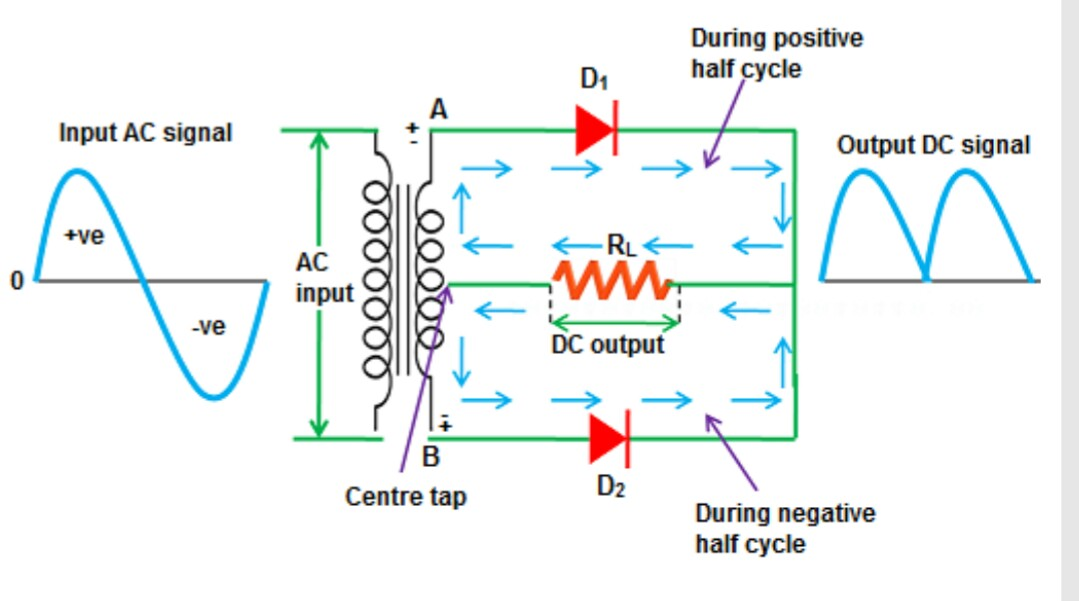 During positive
half cycle
D1
A
+
-
Input AC signal
Output DC signal
+ve
RL
0
AC
input
-ve
DC output
-
+
B
D2
Centre tap
During negative
half cycle